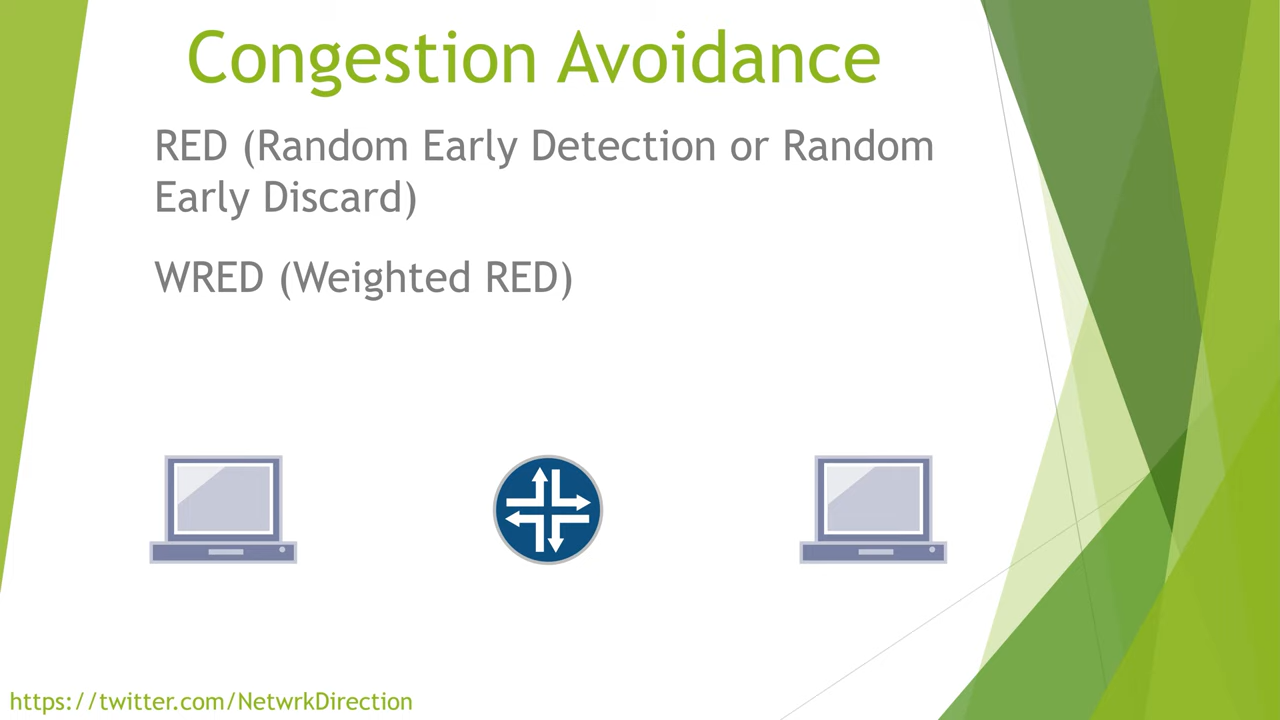 Congestion Avoidance
RED (Random Early Detection or Random
Early Discard)
WRED (Weighted RED)
https://twitter.com/NetwrkDirection